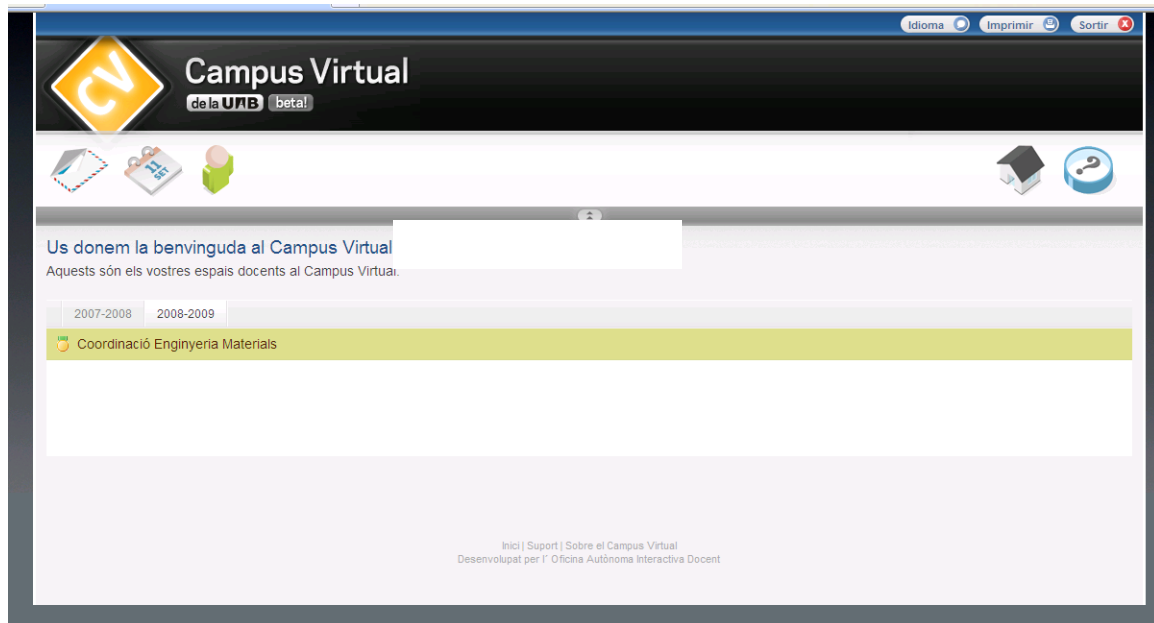 Idioma Imprimir Sortir
CV
Campus Virtual
de la UAB beta!
11
SET
?
Us donem la benvinguda al Campus Virtual
Aquests són els vostres espais docents al Campus Virtual.
2007-2008 2008-2009
Coordinació Enginyeria Materials
Inici | Suport | Sobre el Campus Virtual
Desenvolupat per l' Oficina Autònoma Interactiva Docent